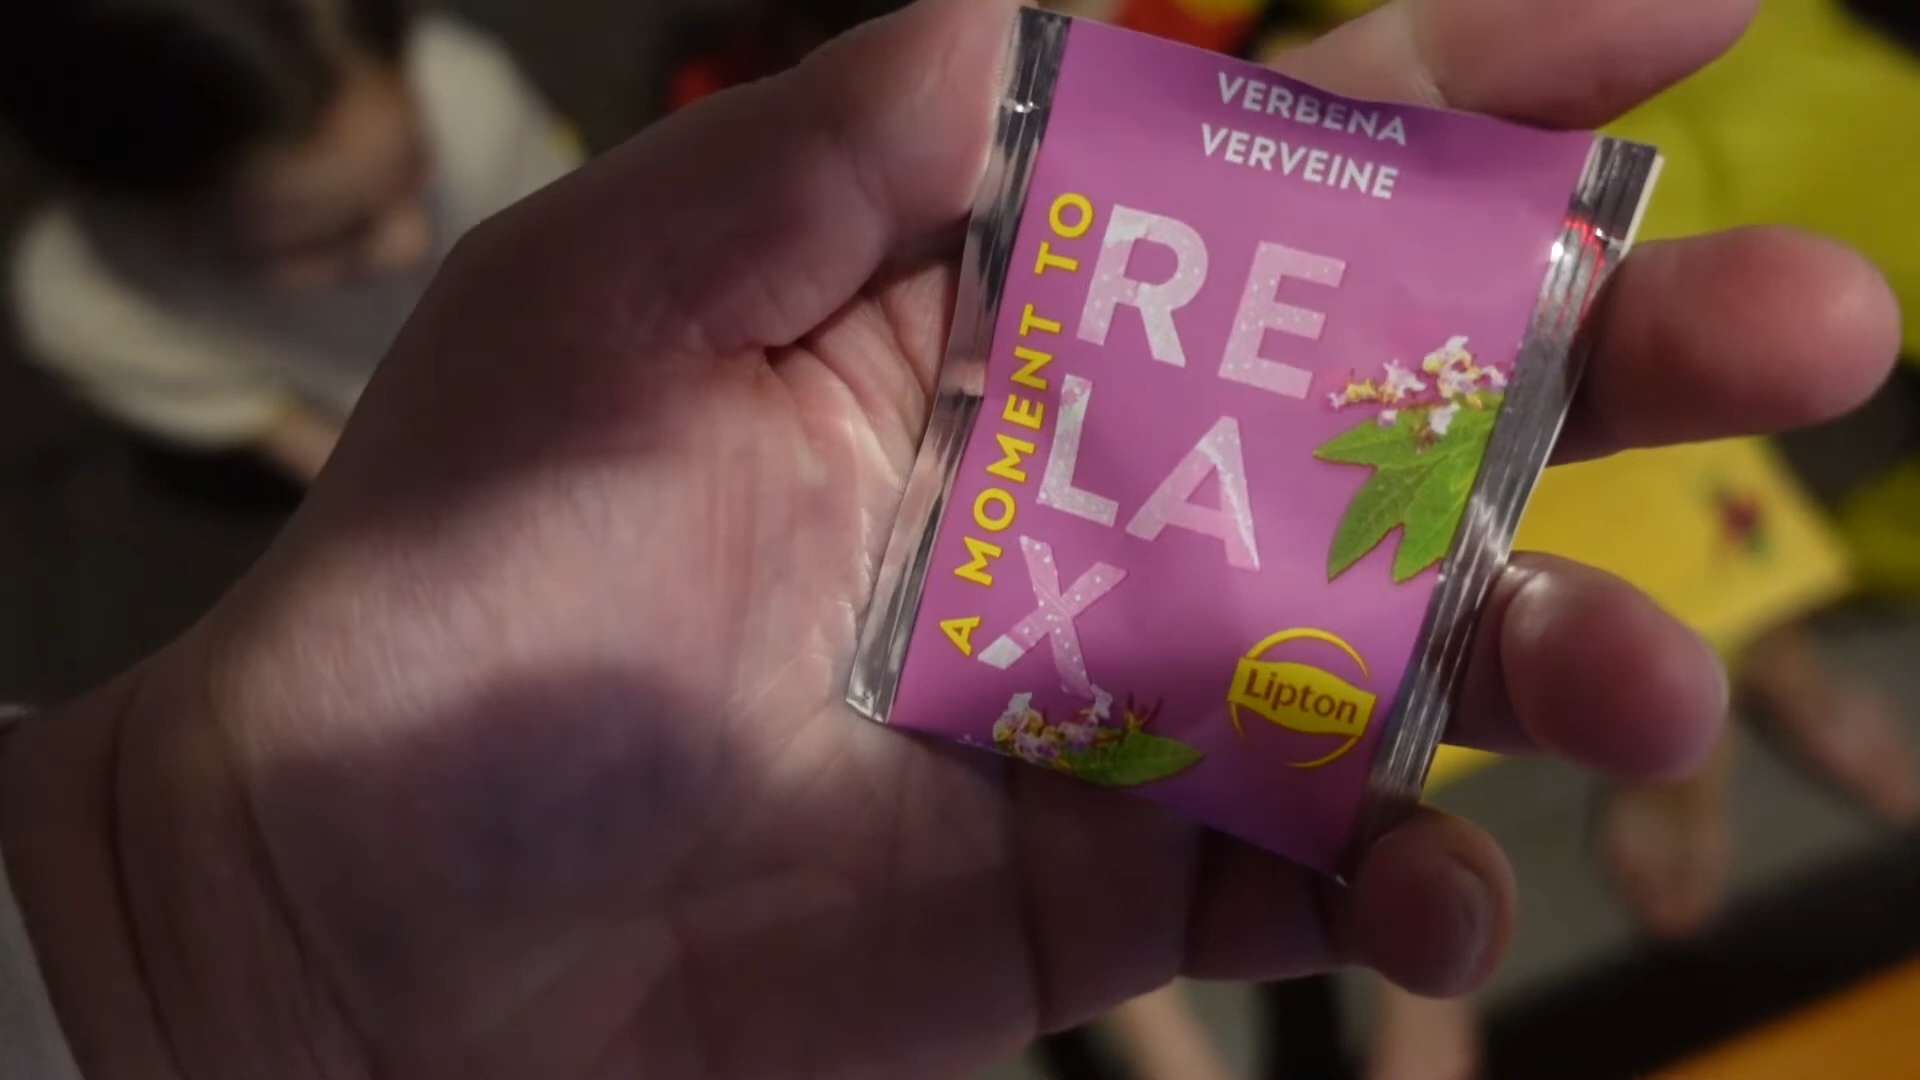 VERBENA
VERVEINE
A MOMENT TO
RE
LA
X
Lipton